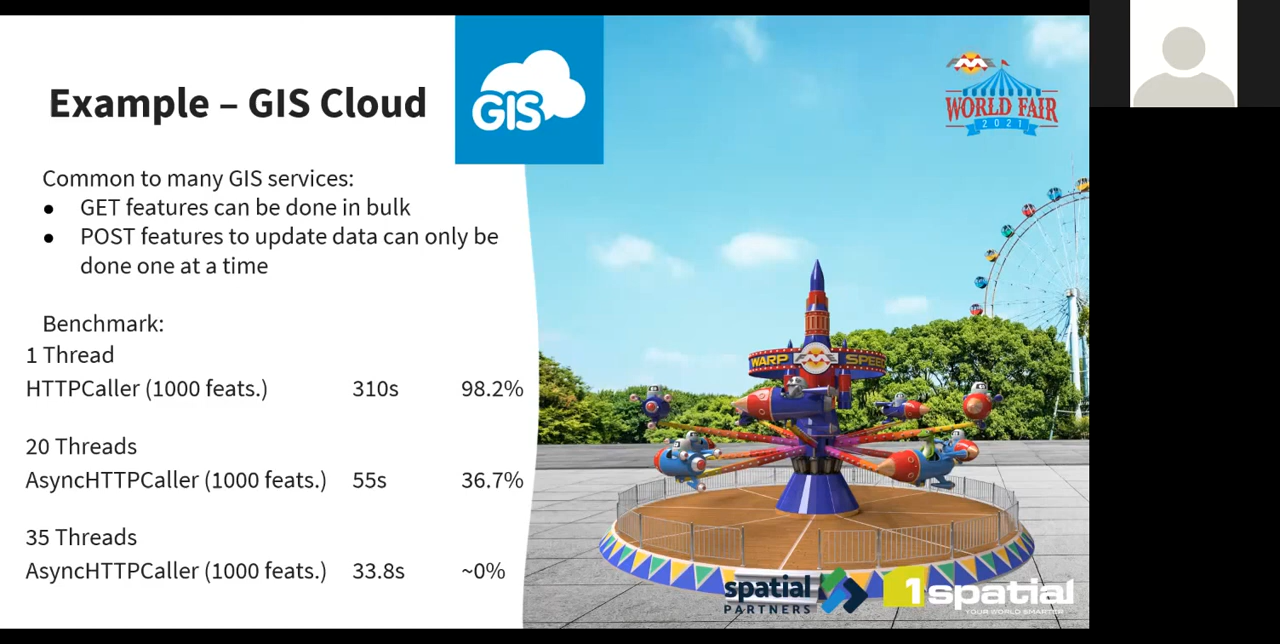 Example – GIS Cloud
GIS
Common to many GIS services:
● GET features can be done in bulk
● POST features to update data can only be
done one at a time
Benchmark:
1 Thread
HTTPCaller (1000 feats.) 310s 98.2%
20 Threads
AsyncHTTPCaller (1000 feats.) 55s 36.7%
35 Threads
AsyncHTTPCaller (1000 feats.) 33.8s ~0%
FME
WORLD FAIR
2021
WARP FME SPEED
spatial
PARTNERS
1spatial
YOUR WORLD SMARTER